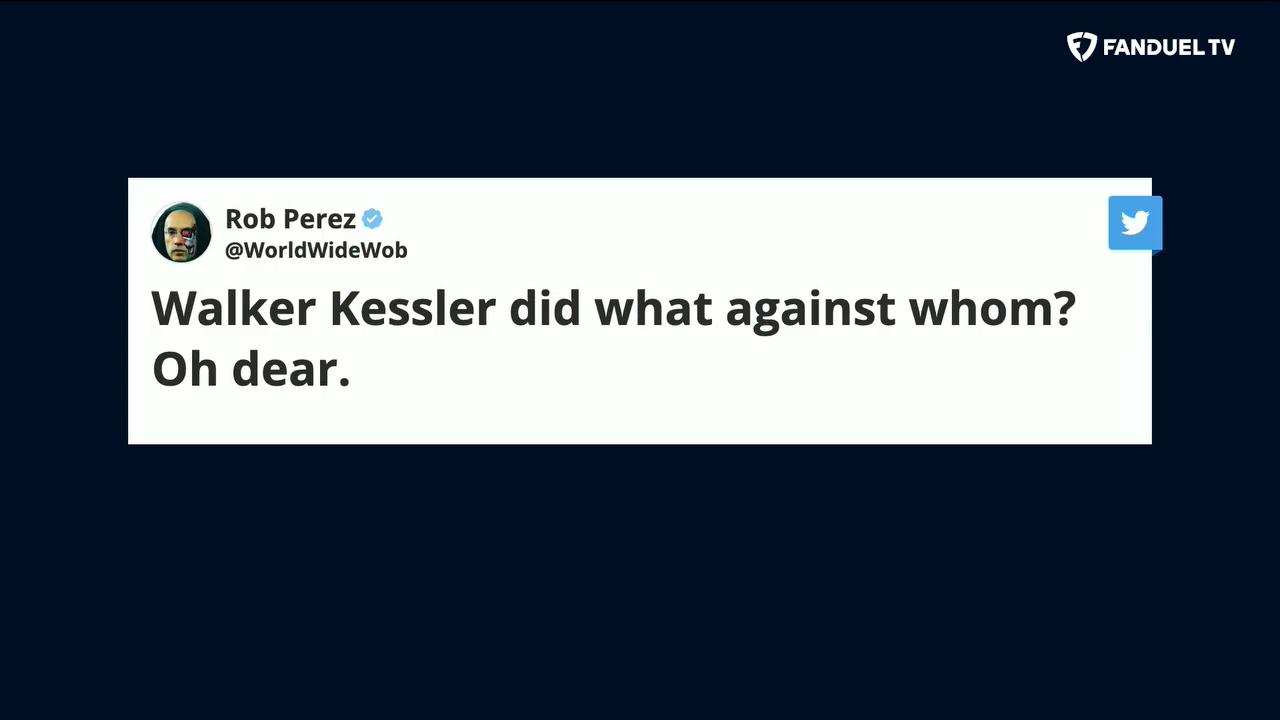 FANDUEL TV
Rob Perez
@WorldWideWob
Walker Kessler did what against whom?
Oh dear.